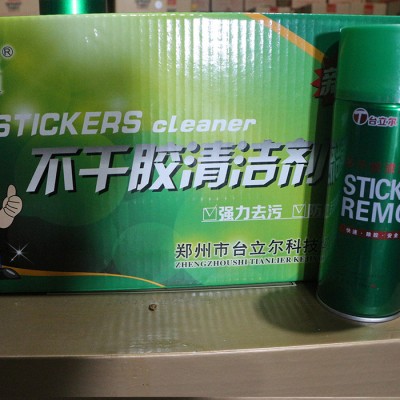 ®
STICKERS cleaner
不干胶清洁剂
强力去污
郑州市台立尔科技
ZHENGZHOUSHI TIANLIER KE
台立尔
STICK
REMO